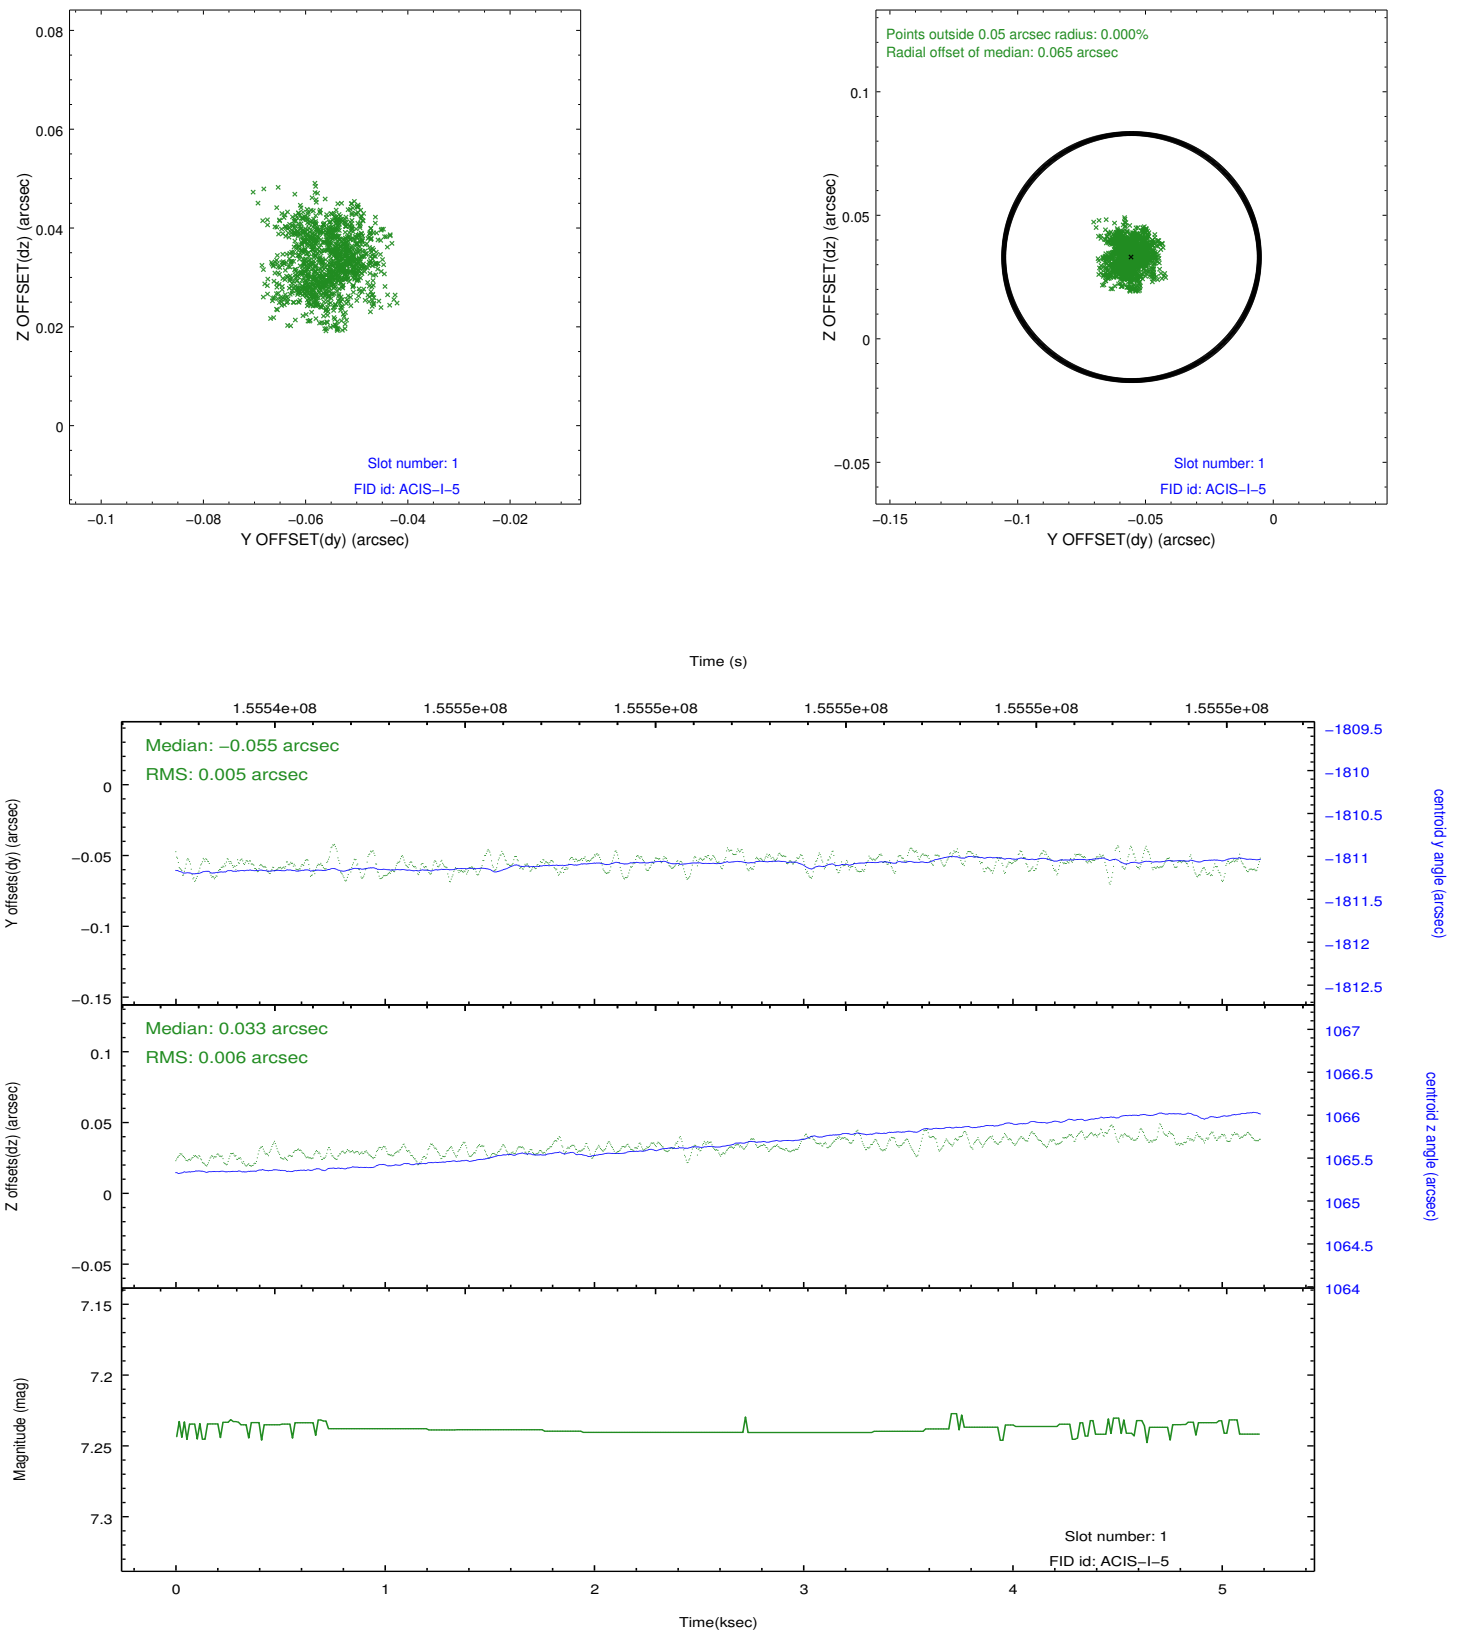 0.08
0.06
0.04
0.02
0
Z OFFSET(dz) (arcsec)
Slot number: 1
FID id: ACIS−I−5
−0.1
−0.08
−0.06
−0.04
−0.02
Y OFFSET(dy) (arcsec)
Points outside 0.05 arcsec radius: 0.000%
Radial offset of median: 0.065 arcsec
0.1
0.05
0
−0.05
Z OFFSET(dz) (arcsec)
Slot number: 1
FID id: ACIS−I−5
−0.15
−0.1
−0.05
0
Y OFFSET(dy) (arcsec)
Time (s)
1.5554e+08
1.5555e+08
1.5555e+08
1.5555e+08
1.5555e+08
1.5555e+08
Median: −0.055 arcsec
RMS: 0.005 arcsec
0
−0.05
−0.1
−0.15
Y offsets(dy) (arcsec)
−1809.5
−1810
−1810.5
−1811
−1811.5
−1812
−1812.5
centroid y angle (arcsec)
Median: 0.033 arcsec
RMS: 0.006 arcsec
0.1
0.05
0
−0.05
Z offsets(dz) (arcsec)
1067
1066.5
1066
1065.5
1065
1064.5
1064
centroid z angle (arcsec)
7.15
7.2
7.25
7.3
Magnitude (mag)
Slot number: 1
FID id: ACIS−I−5
0
1
2
3
4
5
Time(ksec)